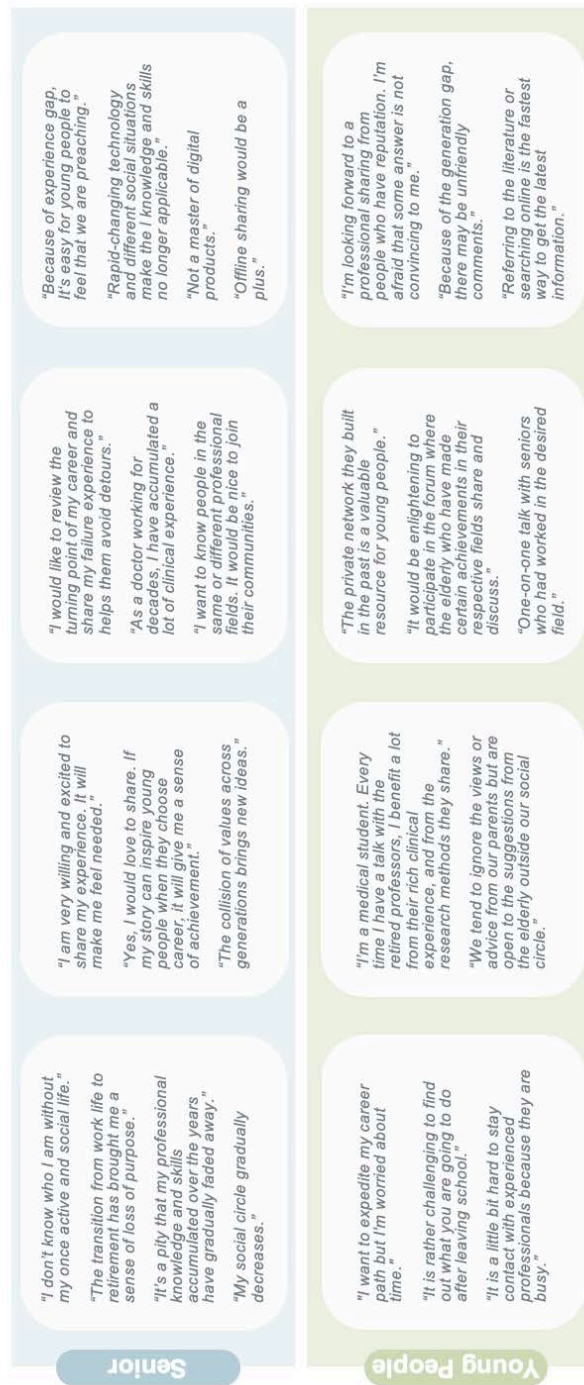 Senior
“I don't know who I am without
my once active and social life.”
“The transition from work life to
retirement has brought me a
sense of loss of purpose.”
“It's a pity that my professional
knowledge and skills
accumulated over the years
have gradually faded away.”
“My social circle gradually
decreases.”
“I am very willing and excited to
share my experience. It will
make me feel needed.”
“Yes, I would love to share. If
my story can inspire young
people when they choose
career, it will give me a sense
of achievement.”
“The collision of values across
generations brings new ideas.”
“I would like to review the
turning point of my career and
share my failure experience to
helps them avoid detours.”
“As a doctor working for
decades, I have accumulated a
lot of clinical experience.”
“I want to know people in the
same or different professional
fields. It would be nice to join
their communities.”
“Because of experience gap,
It's easy for young people to
feel that we are preaching.”
“Rapid-changing technology
and different social situations
make the I knowledge and skills
no longer applicable.”
“Not a master of digital
products.”
“Offline sharing would be a
plus.”
Young People
"I want to expedite my career
path but I'm worried about
time.”
“It is rather challenging to find
out what you are going to do
after leaving school.”
“It is a little bit hard to stay
contact with experienced
professionals because they are
busy.”
“I'm a medical student. Every
time I have a talk with the
retired professors, I benefit a lot
from their rich clinical
experience, and from the
research methods they share.”
“We tend to ignore the views or
advice from our parents but are
open to the suggestions from
the elderly outside our social
circle.”
“The private network they built
in the past is a valuable
resource for young people.”
“It would be enlightening to
participate in the forum where
the elderly who have made
certain achievements in their
respective fields share and
discuss.”
“One-on-one talk with seniors
who had worked in the desired
field.”
“I'm looking forward to a
professional sharing from
people who have reputation. I'm
afraid that some answer is not
convincing to me.”
“Because of the generation gap,
there may be unfriendly
comments.”
“Referring to the literature or
searching online is the fastest
way to get the latest
information.”